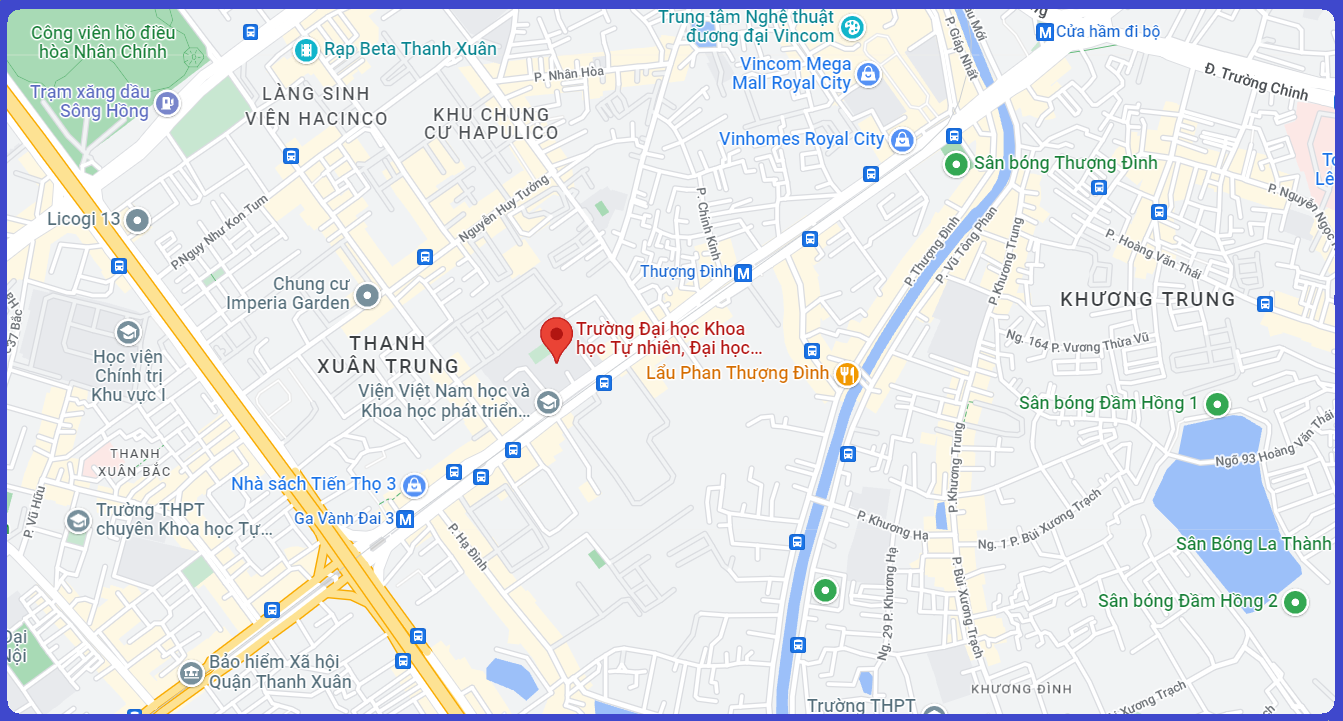 Công viên hồ điều
hòa Nhân Chính
Rạp Beta Thanh Xuân
Trung tâm Nghệ thuật
đương đại Vincom
Cửa hầm đi bộ
P. Giáp Nhất
Vincom Mega
Mall Royal City
P. Nhân Hòa
Đ. Trường Chinh
Trạm xăng dầu
Sông Hồng
LÀNG SINH
VIÊN HACINCO
KHU CHUNG
CƯ HAPULICO
Vinhomes Royal City
Sân bóng Thượng Đình
Licogi 13
P.Ngụy Như Kon Tum
Nguyễn Huy Tưởng
P. Chính Kinh
P. Thượng Đình
P. Vũ Tông Phan
P.Khương Trung
P. Hoàng Văn Thái
P. Nguyễn Ngọc
Thượng Đình
Chung cư
Imperia Garden
KHƯƠNG TRUNG
Học viện
Chính trị
Khu vực I
THANH
XUÂN TRUNG
Trường Đại học Khoa
học Tự nhiên, Đại học...
Lẩu Phan Thượng Đình
Ng. 164 P. Vương Thừa Vũ
Viện Việt Nam học và
Khoa học phát triển...
Sân bóng Đầm Hồng 1
P.Khương Trung
Ngõ 93 Hoàng Văn Thái
THANH
XUÂN BẮC
Nhà sách Tiến Thọ 3
Ga Vành Đai 3
P. Vũ Hữu
Trường THPT
chuyên Khoa học Tự...
P. Hạ Đình
P. Khương Hạ
Ng. 1 P. Bùi Xương Trạch
Sân Bóng La Thành
P. Bùi Xương Trạch
Ng. 29 P. Khương Hạ
Sân bóng Đầm Hồng 2
Bảo hiểm Xã hội
Quận Thanh Xuân
KHƯƠNG ĐÌNH
Trường THPT
P. Bùi Xương Trạch